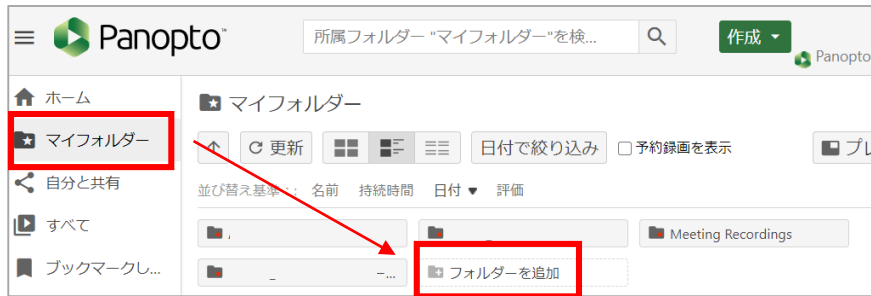 Panopto
所属フォルダー "マイフォルダー"を検...
作成
Panopto
ホーム
マイフォルダー
マイフォルダー
更新
日付で絞り込み
予約録画を表示
自分と共有
並び替え基準:: 名前 持続時間 日付 ▼ 評価
すべて
Meeting Recordings
ブックマークし...
フォルダーを追加